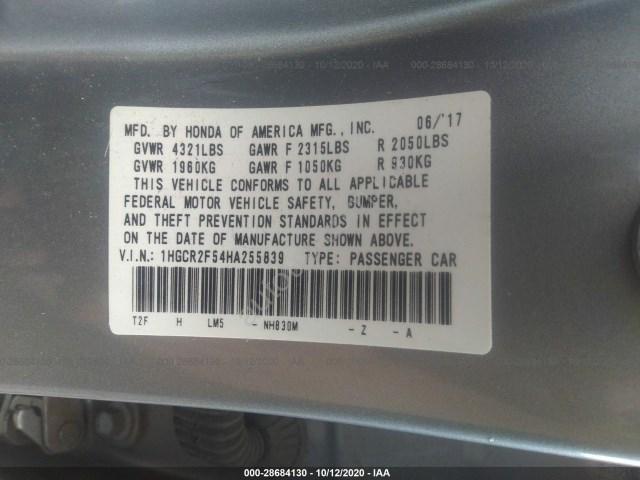 MFD. BY HONDA OF AMERICA MFG., INC. 06/'17
GVWR 4321LBS GAWR F 2315LBS R 2050LBS
GVWR 1960KG GAWR F 1050KG R 930KG
THIS VEHICLE CONFORMS TO ALL APPLICABLE
FEDERAL MOTOR VEHICLE SAFETY, BUMPER,
AND THEFT PREVENTION STANDARDS IN EFFECT
ON THE DATE OF MANUFACTURE SHOWN ABOVE.
V.I.N.: 1HGCR2F54HA255839 TYPE: PASSENGER CAR
T2F H LM5 - NH830M - Z - A
000-28684130 - 10/12/2020 - IAA